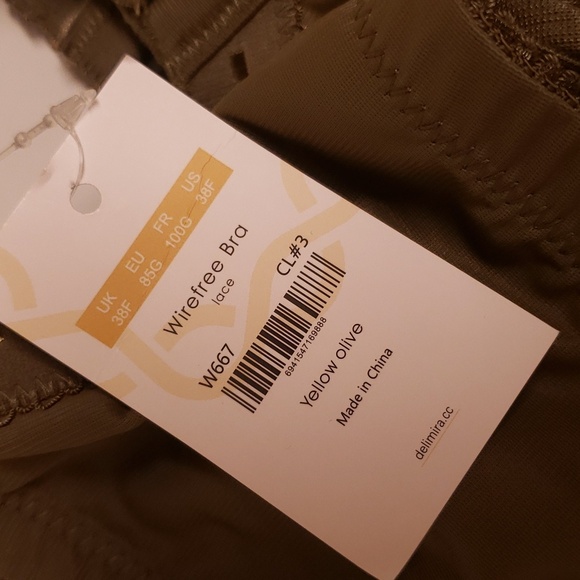 UK EU FR US
38F 85G 100G 38F
Wirefree Bra
lace
W667 CL#3
6941547169888
Yellow Olive
Made in China
delimira.cc